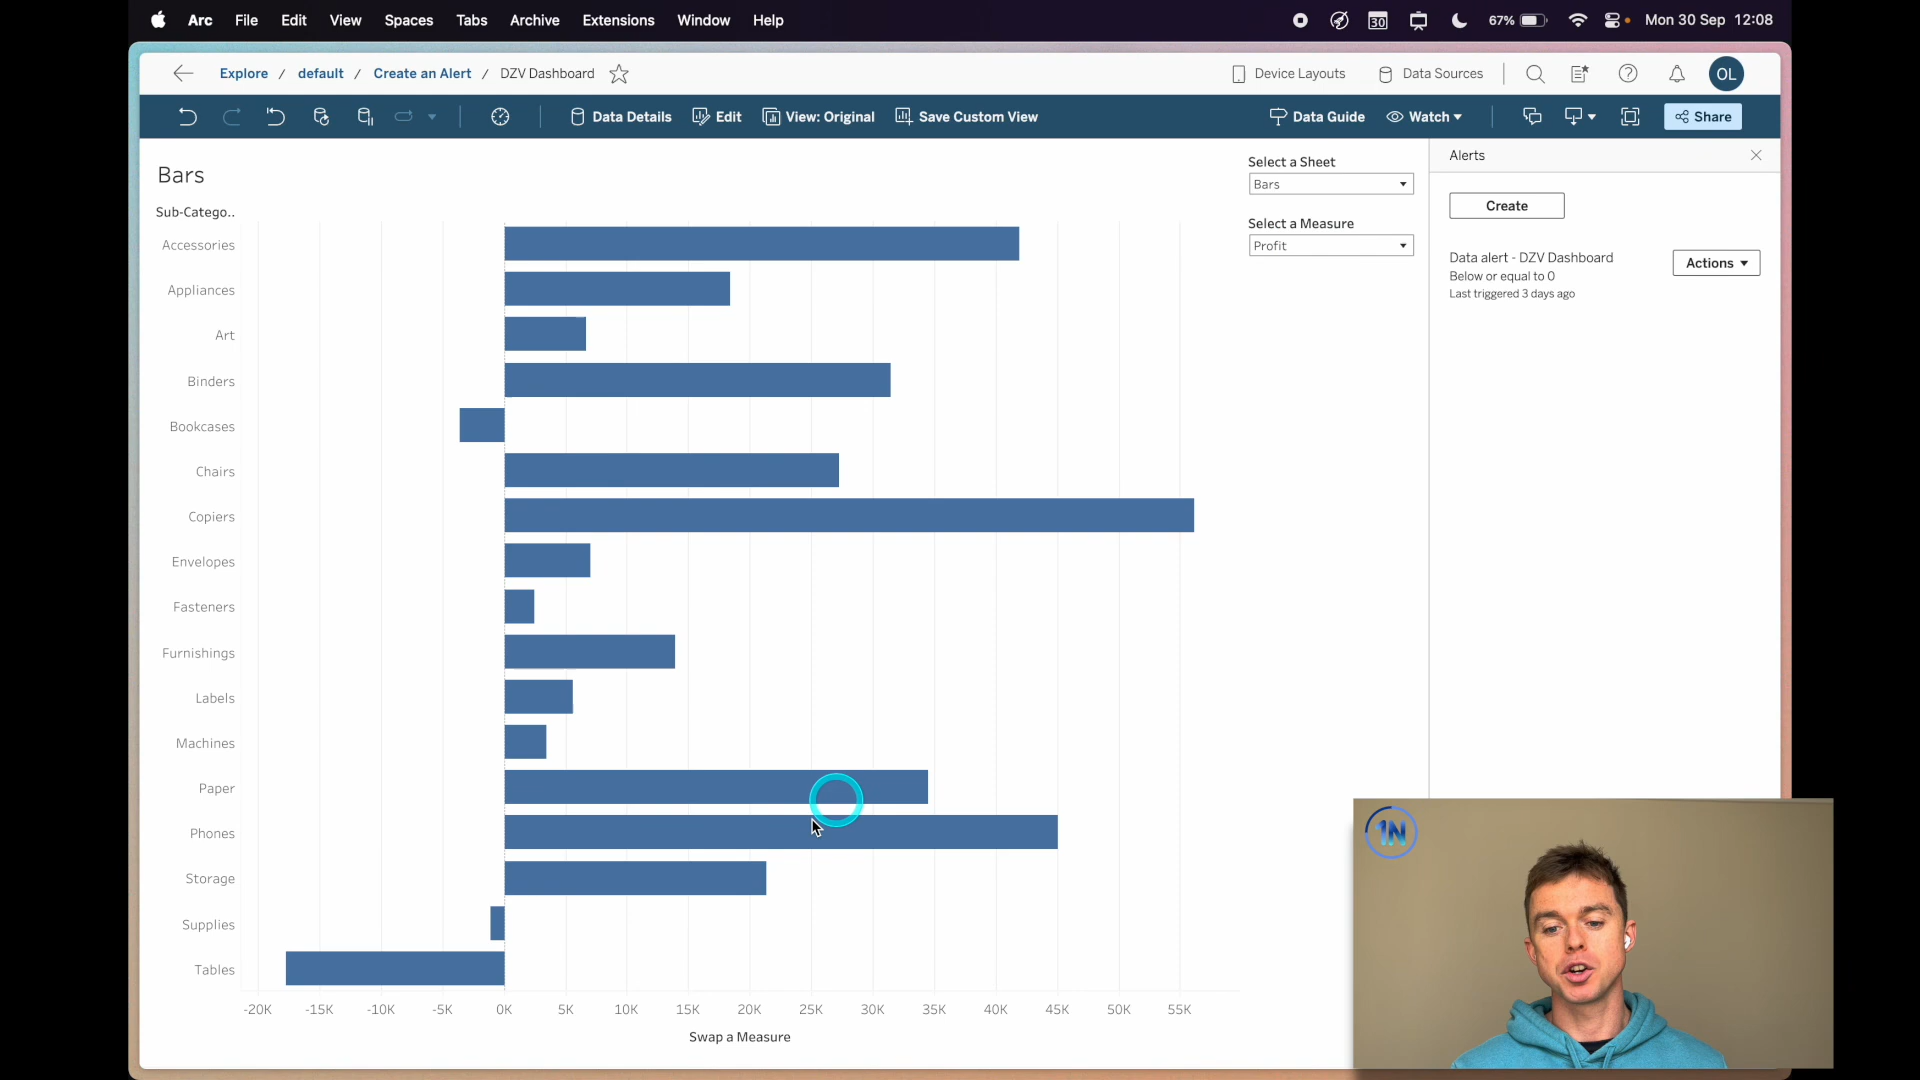 Arc File Edit View Spaces Tabs Archive Extensions Window Help 30 67% Mon 30 Sep 12:08
Explore / default / Create an Alert / DZV Dashboard Device Layouts Data Sources OL
Data Details Edit View: Original Save Custom View Data Guide Watch Share
Bars
Sub-Catego..
Accessories
Appliances
Art
Binders
Bookcases
Chairs
Copiers
Envelopes
Fasteners
Furnishings
Labels
Machines
Paper
Phones
Storage
Supplies
Tables
-20K -15K -10K -5K 0K 5K 10K 15K 20K 25K 30K 35K 40K 45K 50K 55K
Swap a Measure
Select a Sheet
Bars
Select a Measure
Profit
Alerts
Create
Data alert - DZV Dashboard
Below or equal to 0
Last triggered 3 days ago
Actions
1N